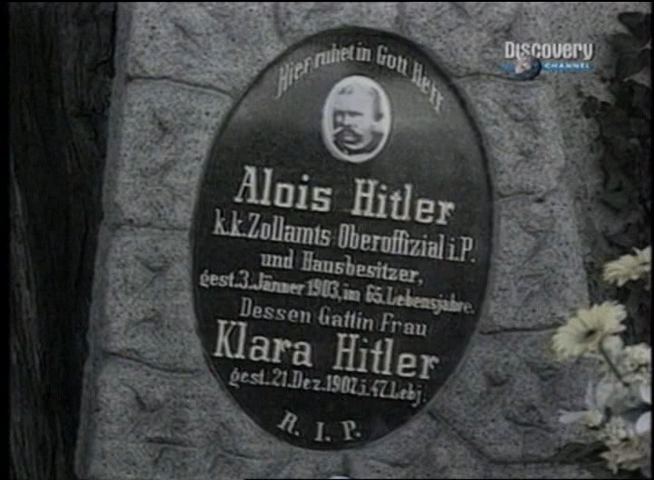 Discovery
CHANNEL
Hier ruhet in Gott Herr
Alois Hitler
k.k.Zollamts-Oberoffizial i.P.
und Hausbesitzer,
gest.3.Jänner 1903, im 65.Lebensjahre.
Dessen Gattin Frau
Klara Hitler
gest. 21.Dez.1907.i.47.Lebj.
R. I. P.